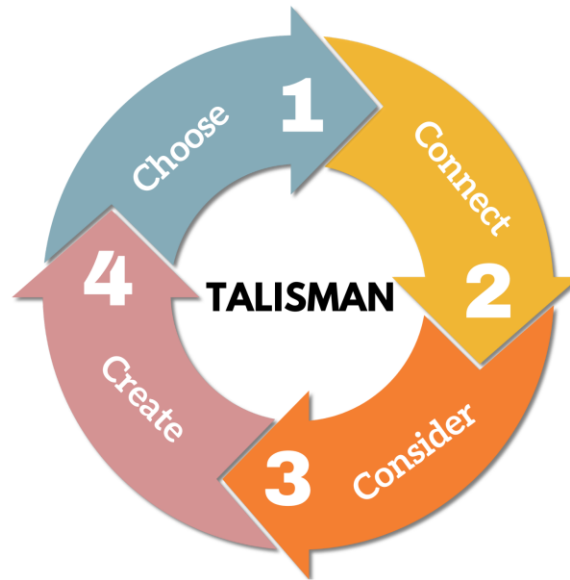 Choose
1
Connect
2
TALISMAN
Consider
3
Create
4